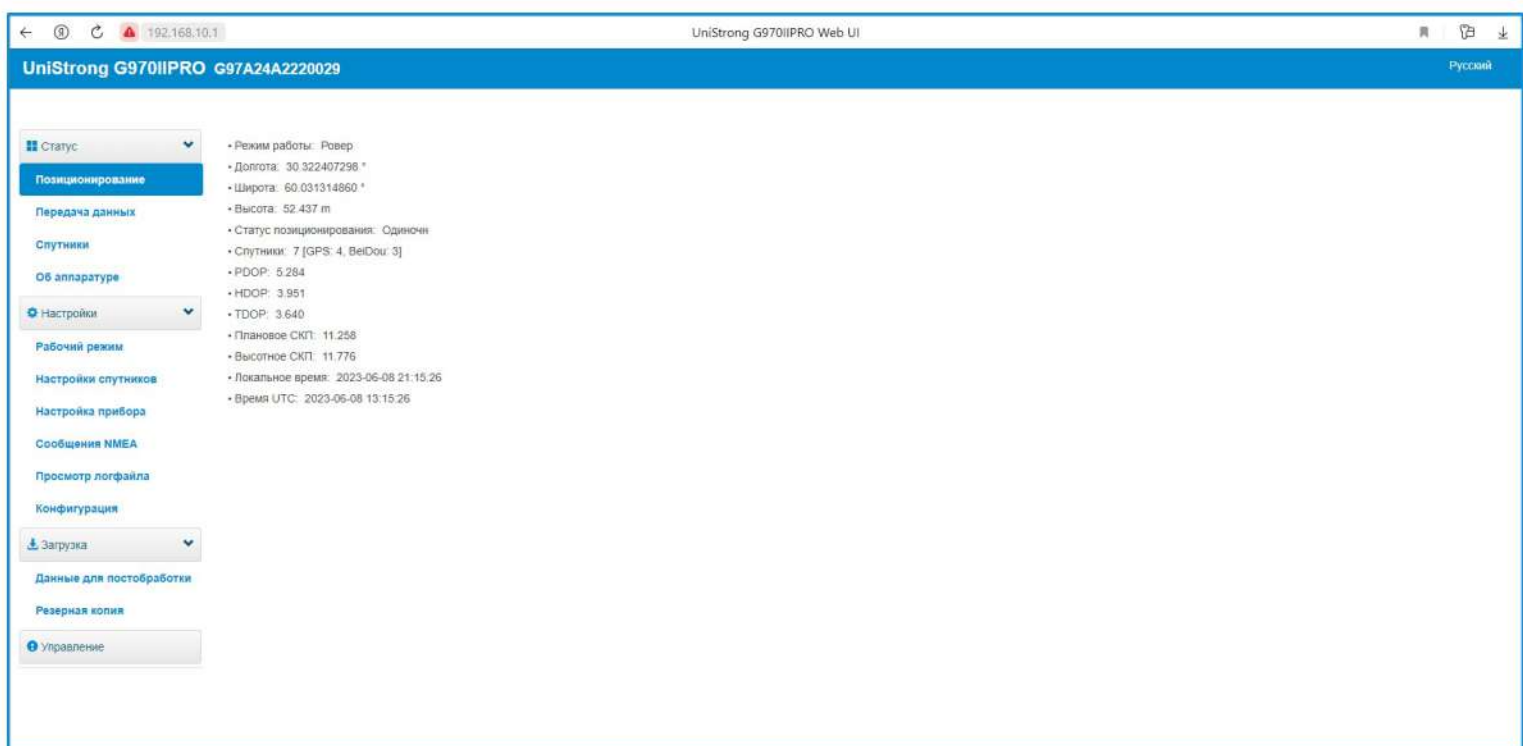 192.168.10.1
UniStrong G970IIPRO Web UI
UniStrong G970IIPRO G97A24A2220029
Русский
Статус
Позиционирование
Передача данных
Спутники
Об аппаратуре
Настройки
Рабочий режим
Настройки спутников
Настройка прибора
Сообщения NMEA
Просмотр логфайла
Конфигурация
Загрузка
Данные для постобработки
Резерная копия
Управление
• Режим работы: Ровер
• Долгота: 30.322407298 °
• Широта: 60.031314860 °
• Высота: 52.437 m
• Статус позиционирования: Одиночн
• Спутники: 7 [GPS: 4, BeiDou: 3]
• PDOP: 5.284
• HDOP: 3.951
• TDOP: 3.640
• Плановое СКП: 11.258
• Высотное СКП: 11.776
• Локальное время: 2023-06-08 21:15:26
• Время UTC: 2023-06-08 13:15:26